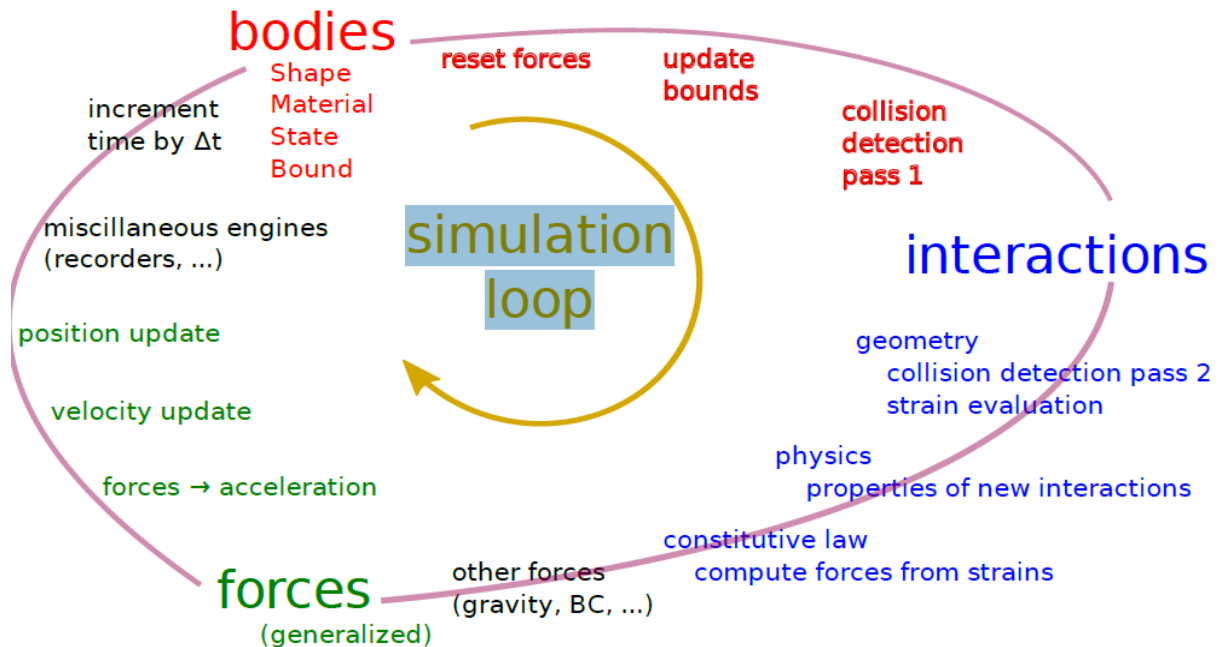 bodies
Shape
Material
State
Bound
reset forces
update
bounds
collision
detection
pass 1
interactions
geometry
collision detection pass 2
strain evaluation
physics
properties of new interactions
constitutive law
compute forces from strains
other forces
(gravity, BC, ...)
forces
(generalized)
forces → acceleration
velocity update
position update
miscillaneous engines
(recorders, ...)
increment
time by Δt
simulation
loop